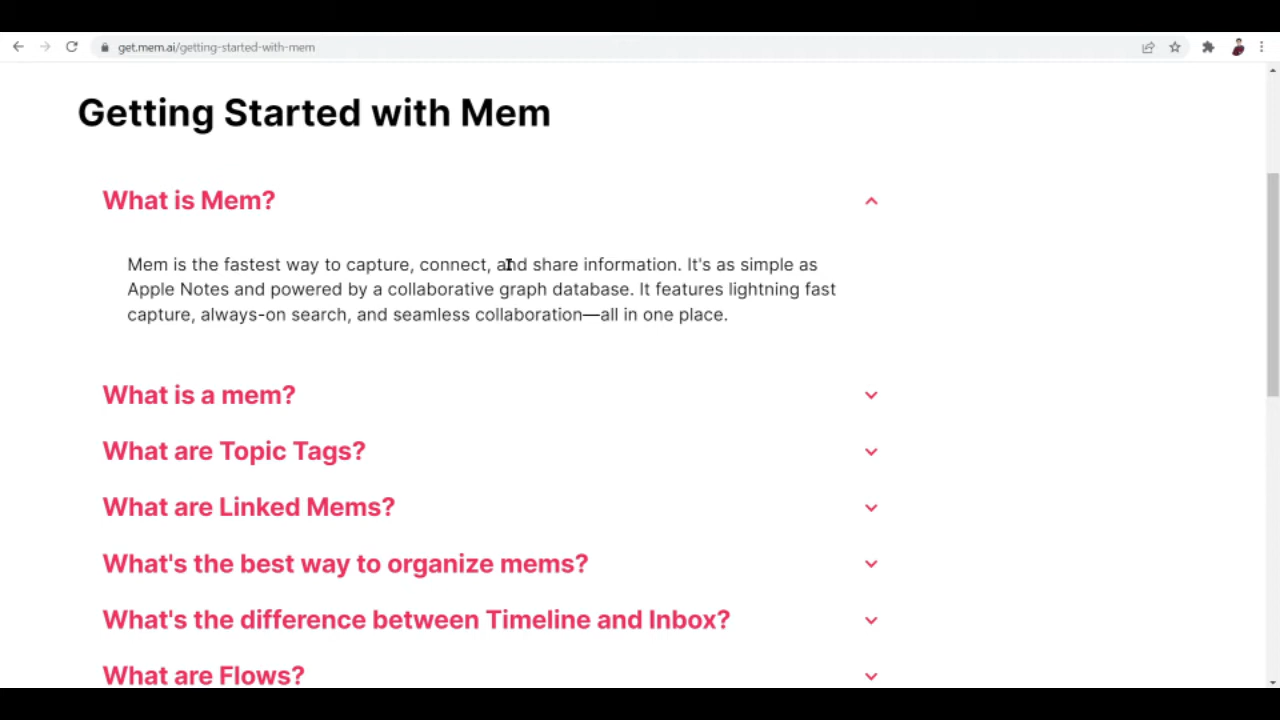 get.mem.ai/getting-started-with-mem
Getting Started with Mem
What is Mem?
Mem is the fastest way to capture, connect, and share information. It's as simple as
Apple Notes and powered by a collaborative graph database. It features lightning fast
capture, always-on search, and seamless collaboration—all in one place.
What is a mem?
What are Topic Tags?
What are Linked Mems?
What's the best way to organize mems?
What's the difference between Timeline and Inbox?
What are Flows?